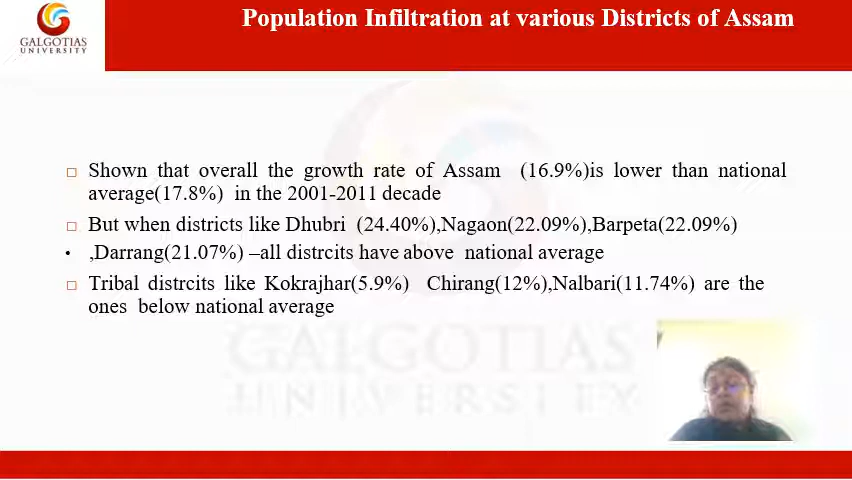 GALGOTIAS
UNIVERSITY
Population Infiltration at various Districts of Assam
Shown that overall the growth rate of Assam (16.9%)is lower than national
average(17.8%) in the 2001-2011 decade
But when districts like Dhubri (24.40%),Nagaon(22.09%),Barpeta(22.09%)
,Darrang(21.07%) –all distrcits have above national average
Tribal distrcits like Kokrajhar(5.9%) Chirang(12%),Nalbari(11.74%) are the
ones below national average
GALGOTIAS
UNIVERSITY